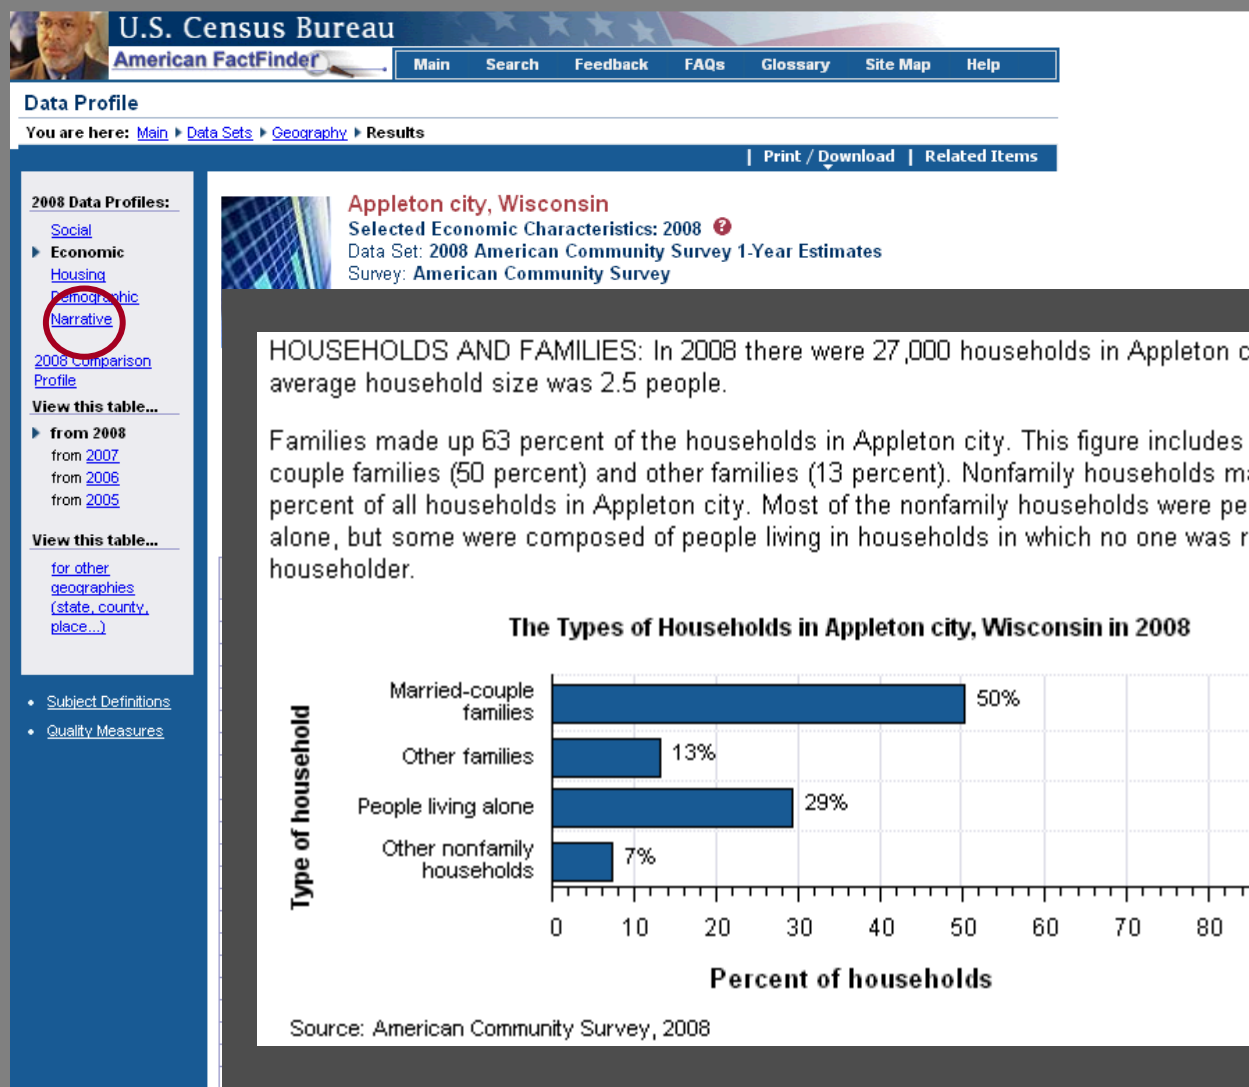 U.S. Census Bureau
American FactFinder
Main Search Feedback FAQs Glossary Site Map Help
Data Profile
You are here: Main Data Sets Geography Results
| Print / Download | Related Items
2008 Data Profiles:
Social
Economic
Housing
Demographic
Narrative
2008 Comparison
Profile
View this table...
from 2008
from 2007
from 2006
from 2005
View this table...
for other
geographies
(state, county,
place...)
• Subject Definitions
• Quality Measures
Appleton city, Wisconsin
Selected Economic Characteristics: 2008 ?
Data Set: 2008 American Community Survey 1-Year Estimates
Survey: American Community Survey
HOUSEHOLDS AND FAMILIES: In 2008 there were 27,000 households in Appleton c
average household size was 2.5 people.
Families made up 63 percent of the households in Appleton city. This figure includes
couple families (50 percent) and other families (13 percent). Nonfamily households ma
percent of all households in Appleton city. Most of the nonfamily households were pe
alone, but some were composed of people living in households in which no one was r
householder.
The Types of Households in Appleton city, Wisconsin in 2008
Type of household
Married-couple
families
50%
Other families
13%
People living alone
29%
Other nonfamily
households
7%
0 10 20 30 40 50 60 70 80
Percent of households
Source: American Community Survey, 2008